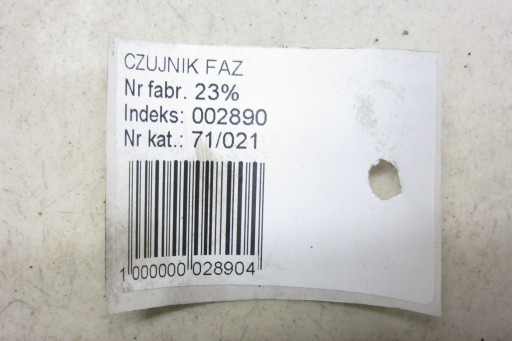 CZUJNIK FAZ
Nr fabr. 23%
Indeks: 002890
Nr kat.: 71/021
1 000000 028904